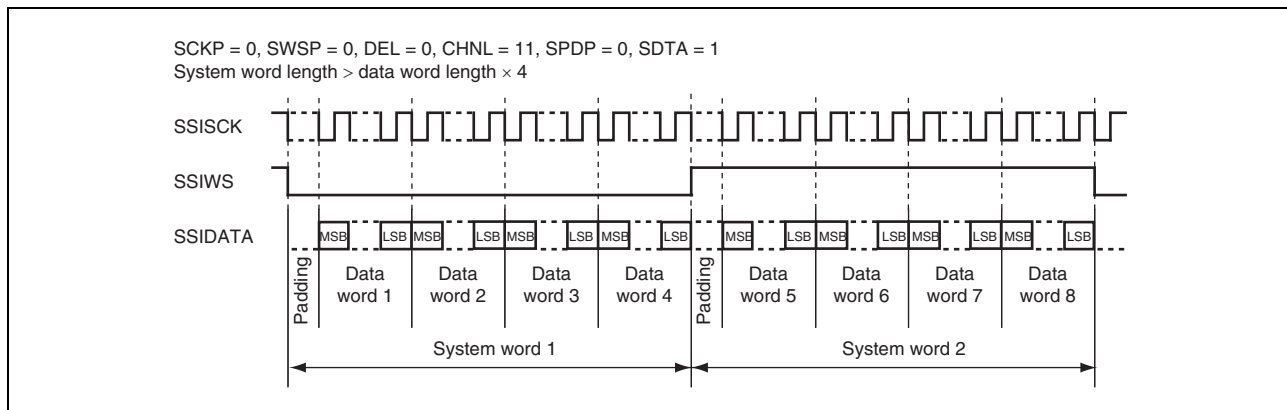 SCKP = 0, SWSP = 0, DEL = 0, CHNL = 11, SPDP = 0, SDTA = 1
System word length > data word length × 4
SSISCK
SSIWS
SSIDATA
MSB LSB MSB LSB MSB LSB MSB LSB MSB LSB MSB LSB MSB LSB MSB LSB
Padding Data word 1 Data word 2 Data word 3 Data word 4 Padding Data word 5 Data word 6 Data word 7 Data word 8
System word 1 System word 2